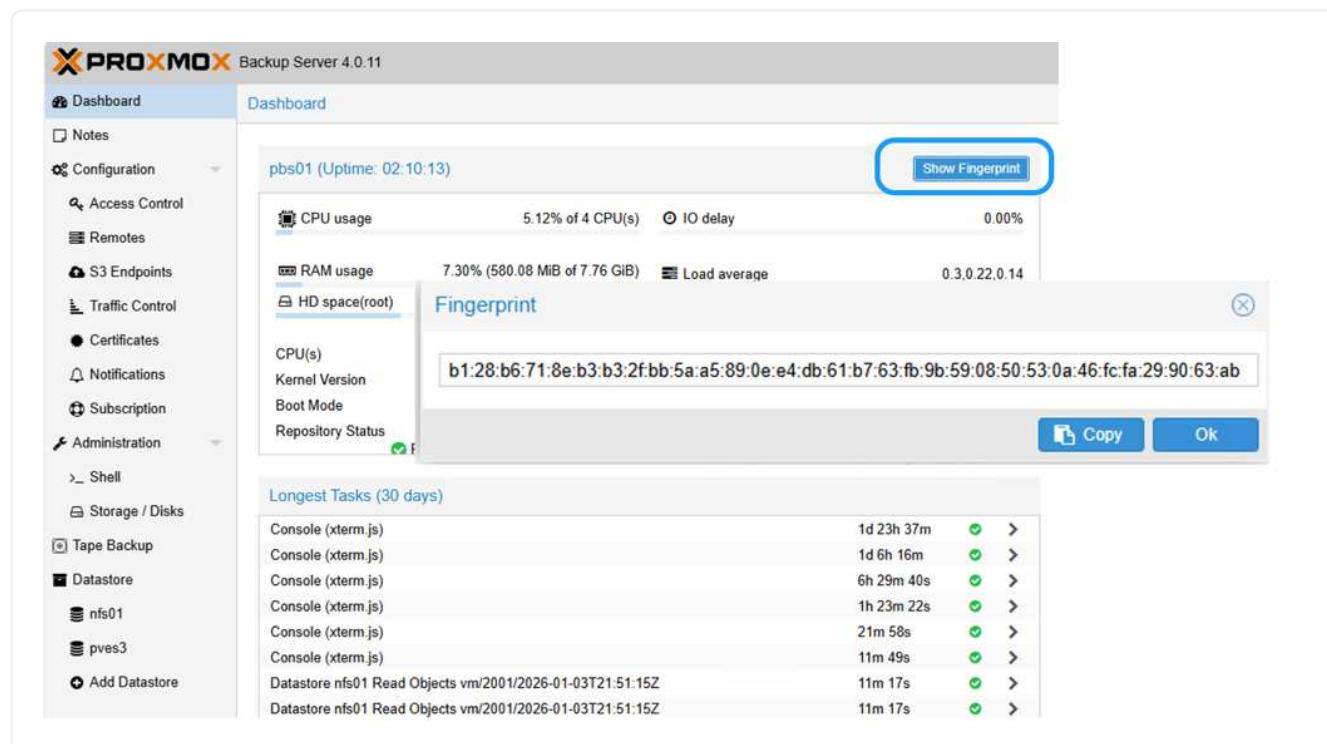 PROXMOX Backup Server 4.0.11
Dashboard
Notes
Configuration
Access Control
Remotes
S3 Endpoints
Traffic Control
Certificates
Notifications
Subscription
Administration
>_ Shell
Storage / Disks
Tape Backup
Datastore
nfs01
pves3
Add Datastore
Dashboard
pbs01 (Uptime: 02:10:13)
Show Fingerprint
CPU usage 5.12% of 4 CPU(s)
IO delay 0.00%
RAM usage 7.30% (580.08 MiB of 7.76 GiB)
Load average 0.3,0.22,0.14
HD space(root)
CPU(s)
Kernel Version
Boot Mode
Repository Status
Fingerprint
b1:28:b6:71:8e:b3:b3:2f:bb:5a:a5:89:0e:e4:db:61:b7:63:fb:9b:59:08:50:53:0a:46:fc:fa:29:90:63:ab
Copy
Ok
Longest Tasks (30 days)
Console (xterm.js) 1d 23h 37m
Console (xterm.js) 1d 6h 16m
Console (xterm.js) 6h 29m 40s
Console (xterm.js) 1h 23m 22s
Console (xterm.js) 21m 58s
Console (xterm.js) 11m 49s
Datastore nfs01 Read Objects vm/2001/2026-01-03T21:51:15Z 11m 17s
Datastore nfs01 Read Objects vm/2001/2026-01-03T21:51:15Z 11m 17s